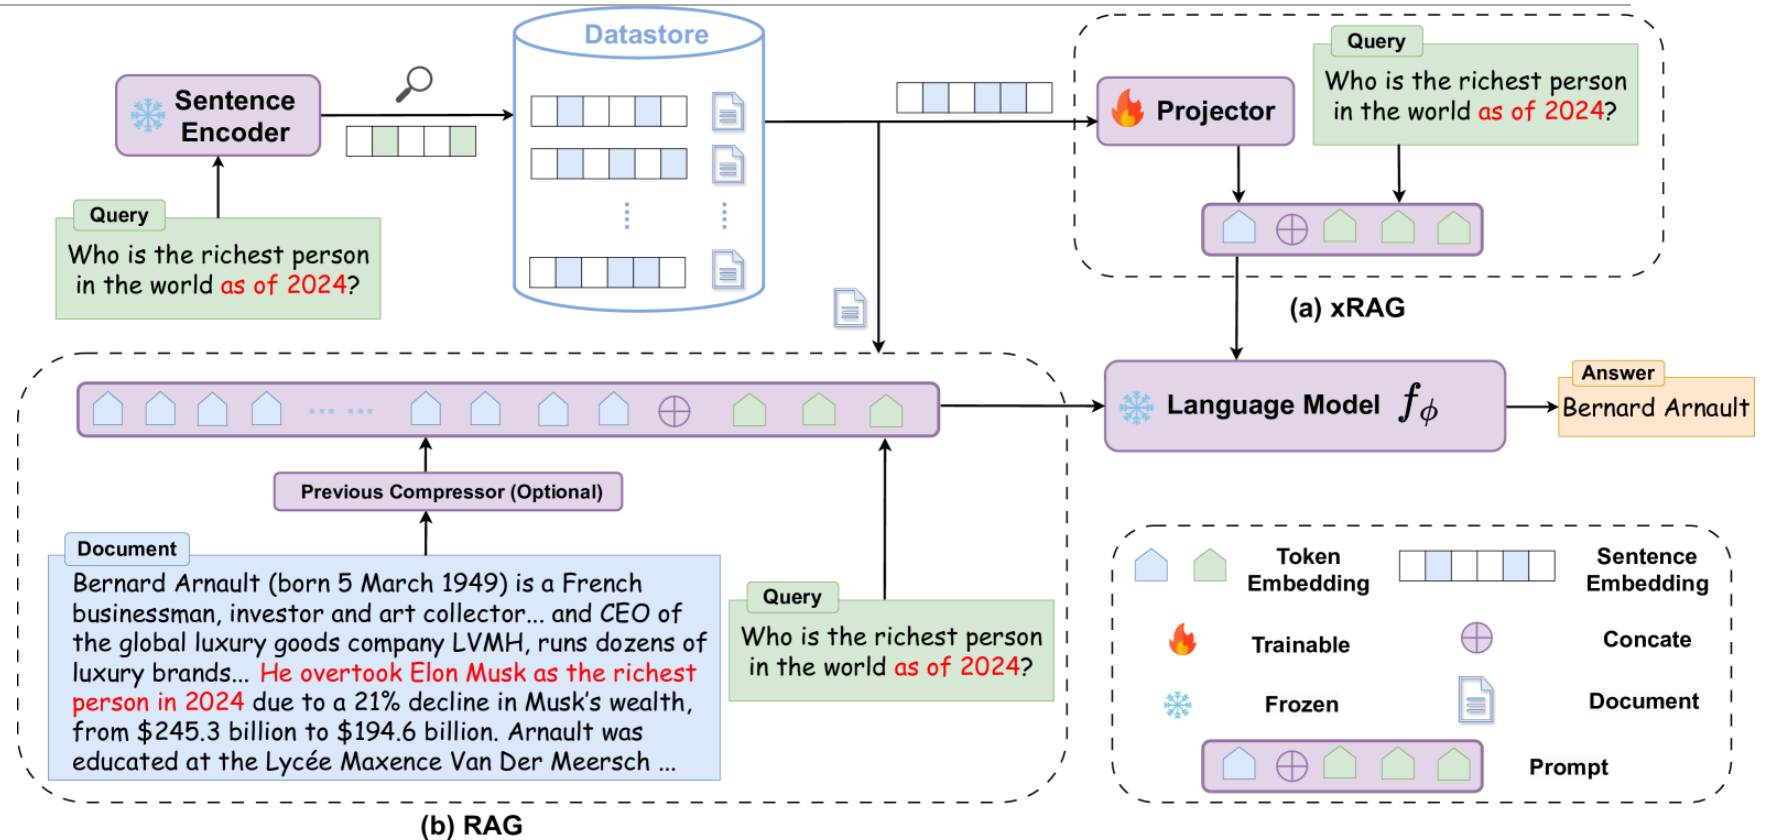 Datastore
Sentence
Encoder
Query
Who is the richest person
in the world as of 2024?
Projector
Query
Who is the richest person
in the world as of 2024?
(a) xRAG
Previous Compressor (Optional)
Document
Bernard Arnault (born 5 March 1949) is a French
businessman, investor and art collector... and CEO of
the global luxury goods company LVMH, runs dozens of
luxury brands... He overtook Elon Musk as the richest
person in 2024 due to a 21% decline in Musk's wealth,
from $245.3 billion to $194.6 billion. Arnault was
educated at the Lycée Maxence Van Der Meersch ...
Query
Who is the richest person
in the world as of 2024?
(b) RAG
Language Model fϕ
Answer
Bernard Arnault
Token
Embedding
Sentence
Embedding
Trainable
Concate
Frozen
Document
Prompt